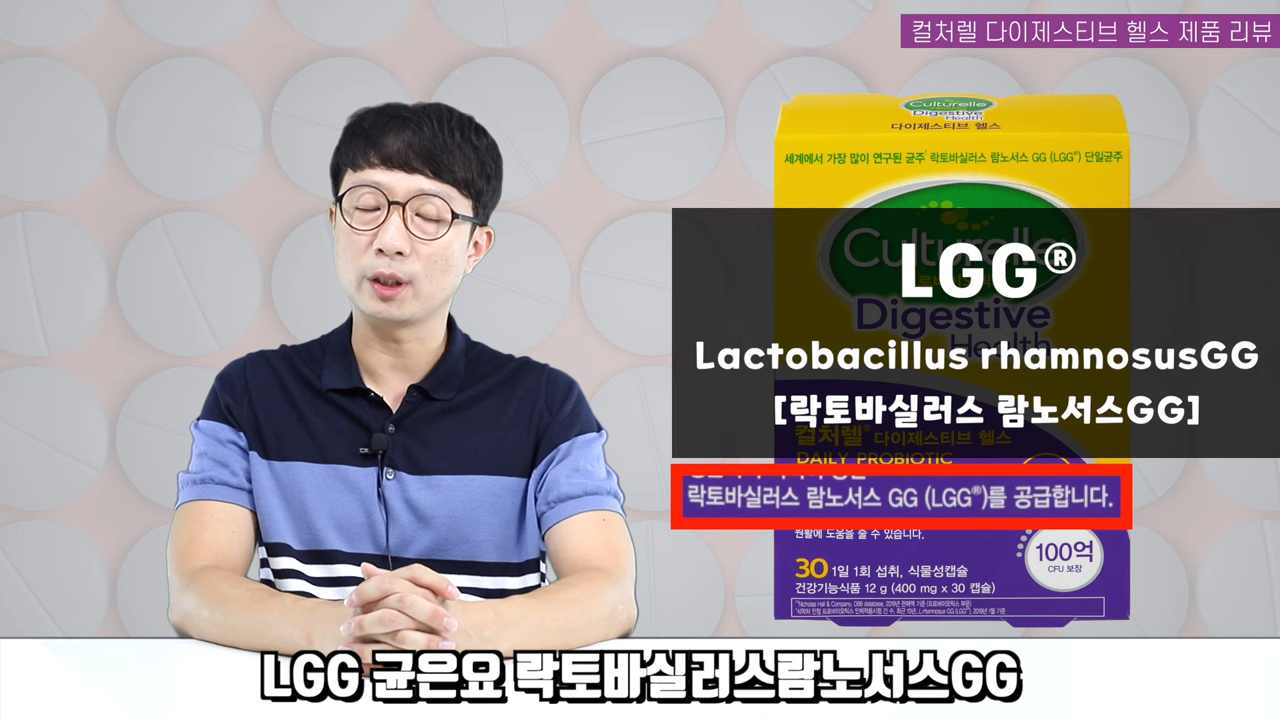 컬처렐 다이제스티브 헬스 제품 리뷰
Culturelle
Digestive
Health
다이제스티브 헬스
세계에서 가장 많이 연구된 균주 락토바실러스 람노서스 GG (LGG®) 단일균주
Culturelle
LGG®
Digestive
Health
Lactobacillus rhamnosusGG
[락토바실러스 람노서스GG]
컬처렐® 다이제스티브 헬스
DAILY PROBIOTIC
락토바실러스 람노서스 GG (LGG®)를 공급합니다.
원활에 도움을 줄 수 있습니다.
100억
CFU 보장
30 1일 1회 섭취, 식물성캡슐
건강기능식품 12 g (400 mg x 30 캡슐)
LGG 균은요 락토바실러스람노서스GG